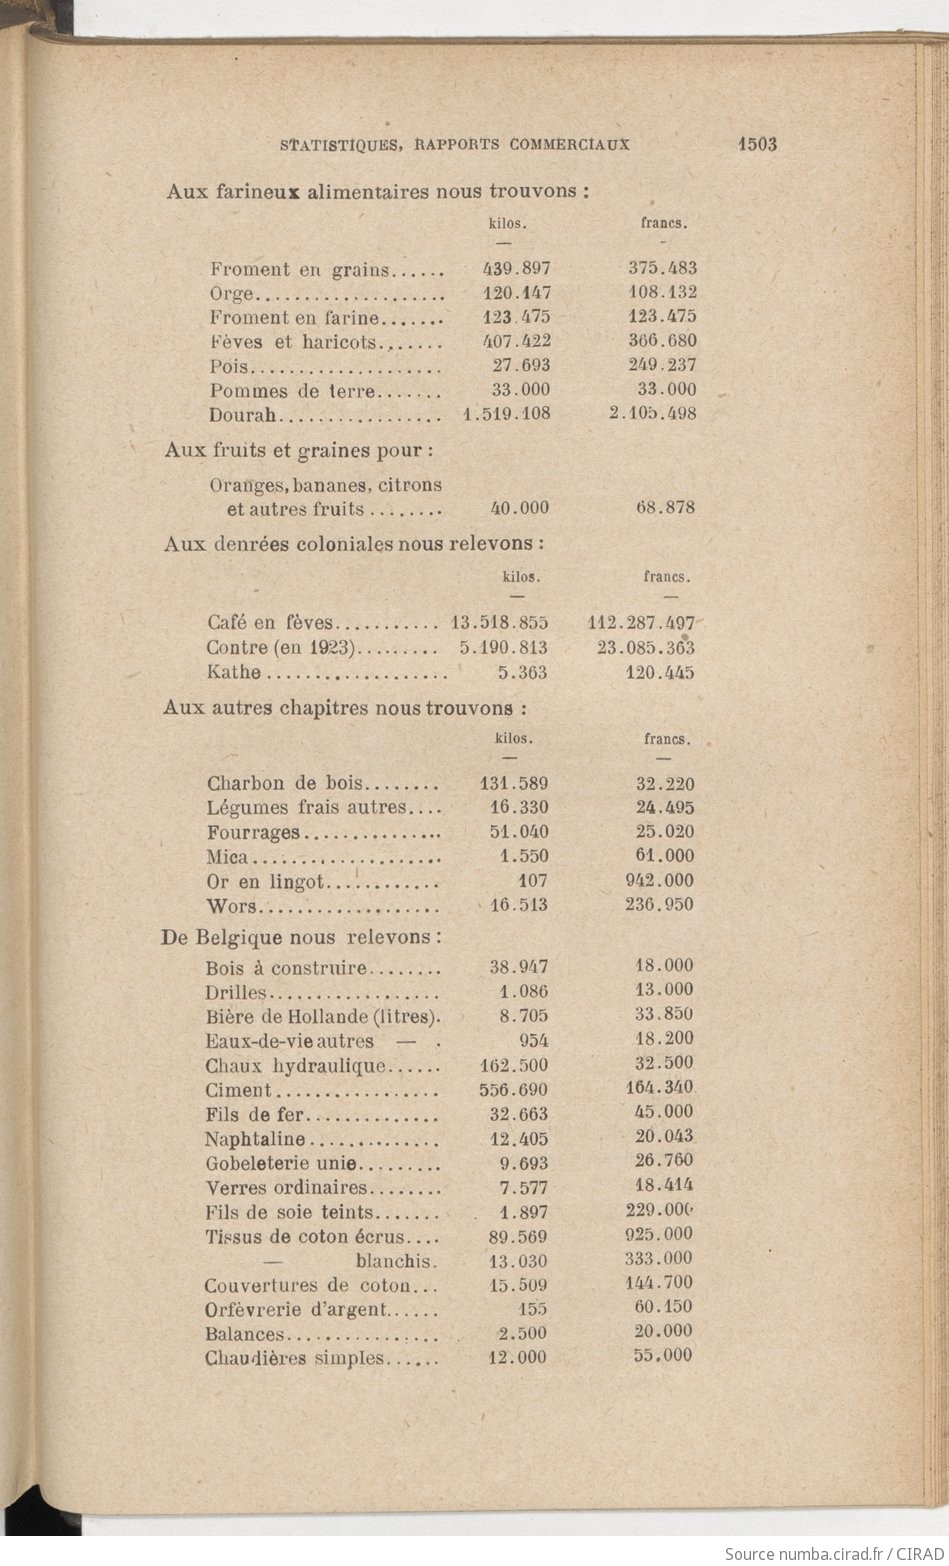 STATISTIQUES, RAPPORTS COMMERCIAUX 1503
Aux farineux alimentaires nous trouvons :
kilos. francs.
— -
Froment en grains...... 439.897 375.483
Orge.................... 120.147 108.132
Froment en farine....... 123.475 123.475
Fèves et haricots....... 407.422 366.680
Pois.................... 27.693 249.237
Pommes de terre....... 33.000 33.000
Dourah................. 1.519.108 2.105.498
Aux fruits et graines pour :
Oranges, bananes, citrons
et autres fruits ........ 40.000 68.878
Aux denrées coloniales nous relevons :
kilos. francs.
— —
Café en fèves........... 13.518.855 112.287.497
Contre (en 1923)......... 5.190.813 23.085.363
Kathe ................... 5.363 120.445
Aux autres chapitres nous trouvons :
kilos. francs.
— —
Charbon de bois........ 131.589 32.220
Légumes frais autres.... 16.330 24.495
Fourrages............... 51.040 25.020
Mica.................... 1.550 61.000
Or en lingot............ 107 942.000
Wors................... 16.513 236.950
De Belgique nous relevons :
Bois à construire........ 38.947 18.000
Drilles.................. 1.086 13.000
Bière de Hollande (litres). 8.705 33.850
Eaux-de-vie autres — . 954 18.200
Chaux hydraulique...... 162.500 32.500
Ciment................. 556.690 164.340
Fils de fer.............. 32.663 45.000
Naphtaline.............. 12.405 20.043
Gobeleterie unie......... 9.693 26.760
Verres ordinaires........ 7.577 18.414
Fils de soie teints....... 1.897 229.000
Tissus de coton écrus.... 89.569 925.000
— blanchis. 13.030 333.000
Couvertures de coton... 15.509 144.700
Orfèvrerie d'argent...... 155 60.150
Balances................ 2.500 20.000
Chaudières simples...... 12.000 55.000
Source numba.cirad.fr / CIRAD